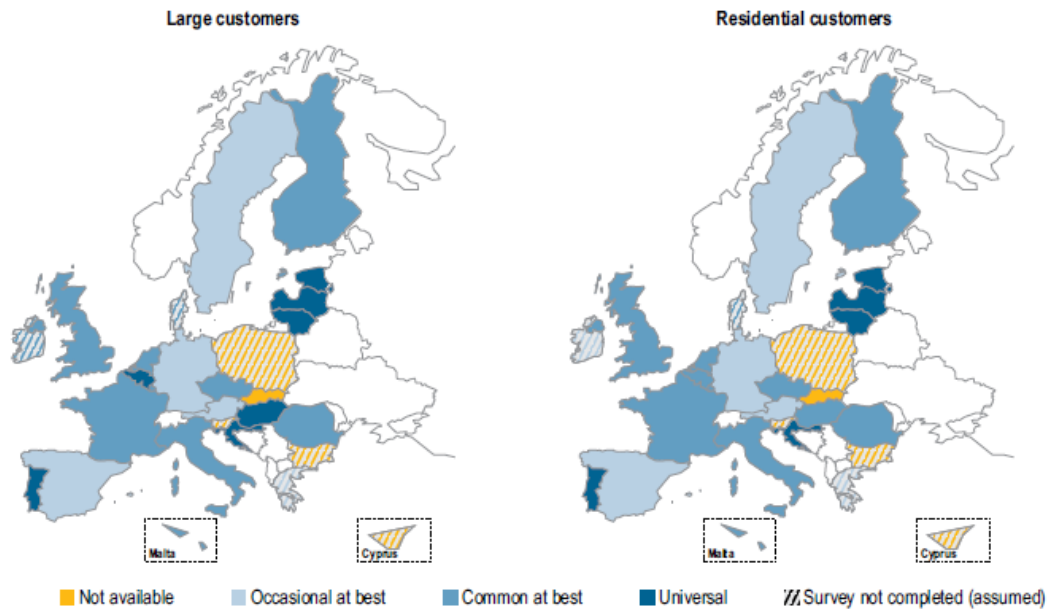 Large customers
Residential customers
Malta
Cyprus
Malta
Cyprus
Not available
Occasional at best
Common at best
Universal
Survey not completed (assumed)